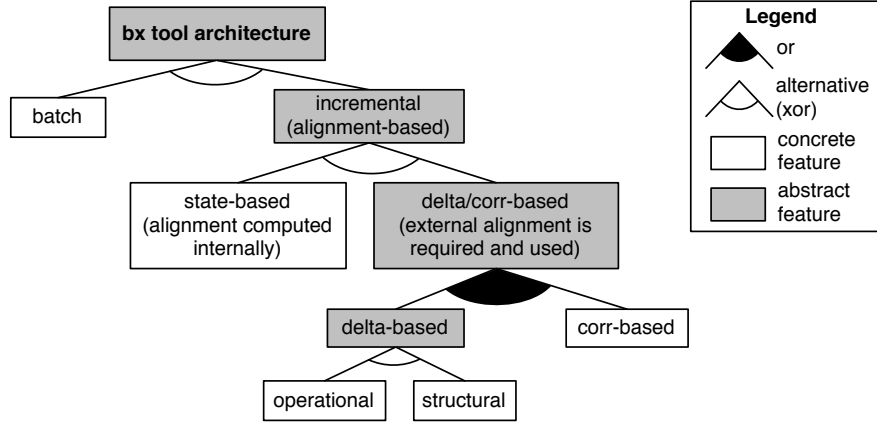 bx tool architecture
batch
incremental
(alignment-based)
state-based
(alignment computed
internally)
delta/corr-based
(external alignment is
required and used)
delta-based
corr-based
operational
structural
Legend
or
alternative
(xor)
concrete
feature
abstract
feature